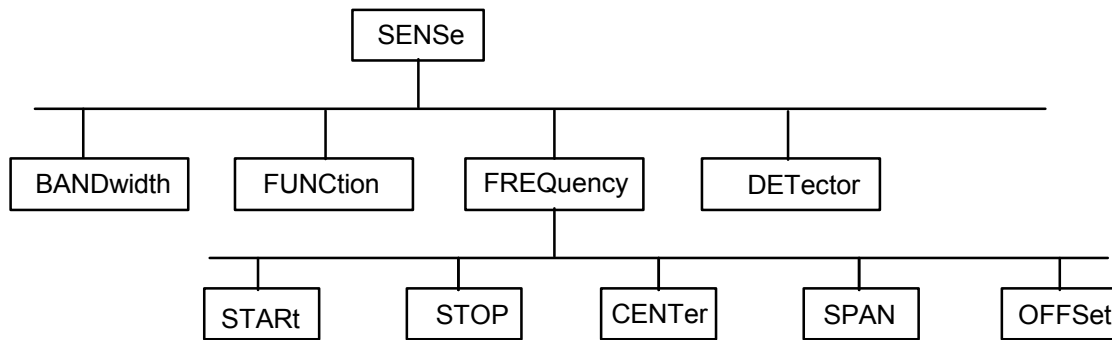 SENSe
BANDwidth
FUNCtion
FREQuency
DETector
STARt
STOP
CENTer
SPAN
OFFSet